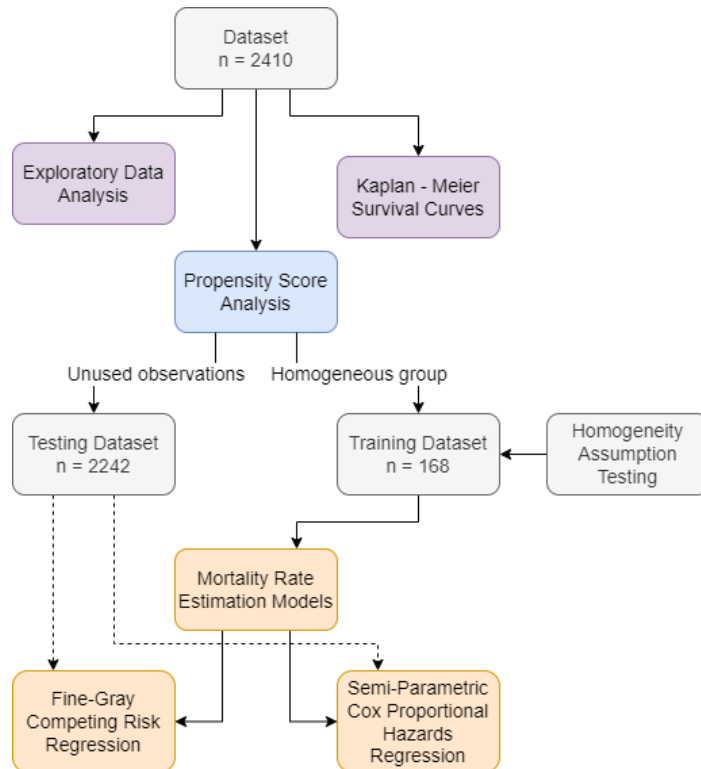 Dataset
n = 2410
Exploratory Data
Analysis
Kaplan - Meier
Survival Curves
Propensity Score
Analysis
Unused observations
Homogeneous group
Testing Dataset
n = 2242
Training Dataset
n = 168
Homogeneity
Assumption
Testing
Mortality Rate
Estimation Models
Fine-Gray
Competing Risk
Regression
Semi-Parametric
Cox Proportional
Hazards
Regression